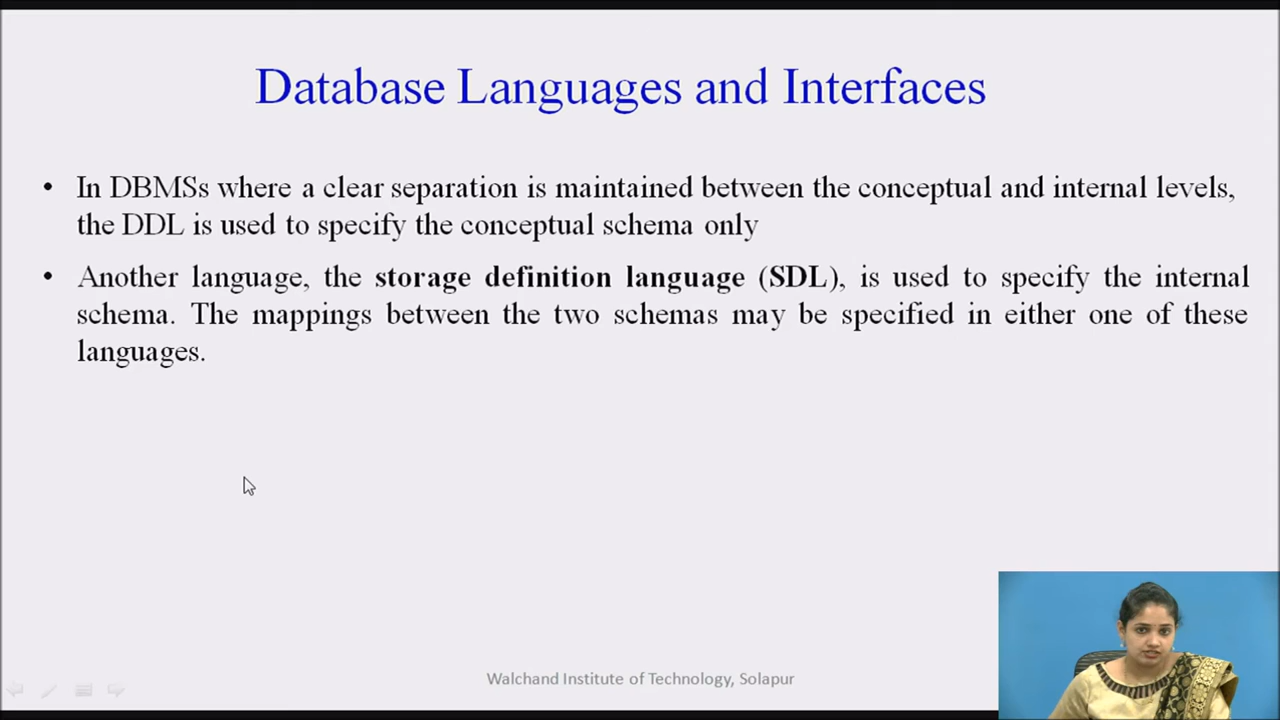 Database Languages and Interfaces
• In DBMSs where a clear separation is maintained between the conceptual and internal levels,
the DDL is used to specify the conceptual schema only
• Another language, the storage definition language (SDL), is used to specify the internal
schema. The mappings between the two schemas may be specified in either one of these
languages.
Walchand Institute of Technology, Solapur